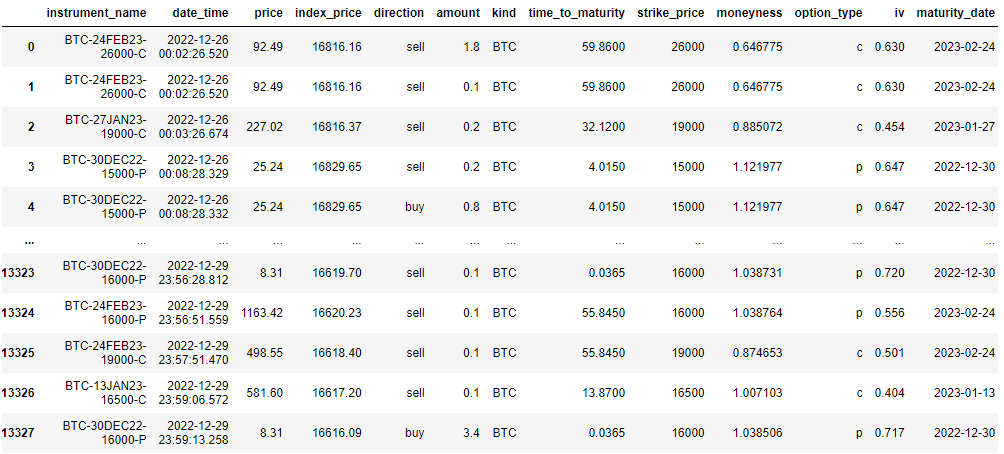 instrument_name date_time price index_price direction amount kind time_to_maturity strike_price moneyness option_type iv maturity_date
0 BTC-24FEB23-26000-C 2022-12-26 00:02:26.520 92.49 16816.16 sell 1.8 BTC 59.8600 26000 0.646775 c 0.630 2023-02-24
1 BTC-24FEB23-26000-C 2022-12-26 00:02:26.520 92.49 16816.16 sell 0.1 BTC 59.8600 26000 0.646775 c 0.630 2023-02-24
2 BTC-27JAN23-19000-C 2022-12-26 00:03:26.674 227.02 16816.37 sell 0.2 BTC 32.1200 19000 0.885072 c 0.454 2023-01-27
3 BTC-30DEC22-15000-P 2022-12-26 00:08:28.329 25.24 16829.65 sell 0.2 BTC 4.0150 15000 1.121977 p 0.647 2022-12-30
4 BTC-30DEC22-15000-P 2022-12-26 00:08:28.332 25.24 16829.65 buy 0.8 BTC 4.0150 15000 1.121977 p 0.647 2022-12-30
... ... ... ... ... ... ... ... ... ... ... ... ... ...
13323 BTC-30DEC22-16000-P 2022-12-29 23:56:28.812 8.31 16619.70 sell 0.1 BTC 0.0365 16000 1.038731 p 0.720 2022-12-30
13324 BTC-24FEB23-16000-P 2022-12-29 23:56:51.559 1163.42 16620.23 sell 0.1 BTC 55.8450 16000 1.038764 p 0.556 2023-02-24
13325 BTC-24FEB23-19000-C 2022-12-29 23:57:51.470 498.55 16618.40 sell 0.1 BTC 55.8450 19000 0.874653 c 0.501 2023-02-24
13326 BTC-13JAN23-16500-C 2022-12-29 23:59:06.572 581.60 16617.20 sell 0.1 BTC 13.8700 16500 1.007103 c 0.404 2023-01-13
13327 BTC-30DEC22-16000-P 2022-12-29 23:59:13.258 8.31 16616.09 buy 3.4 BTC 0.0365 16000 1.038506 p 0.717 2022-12-30